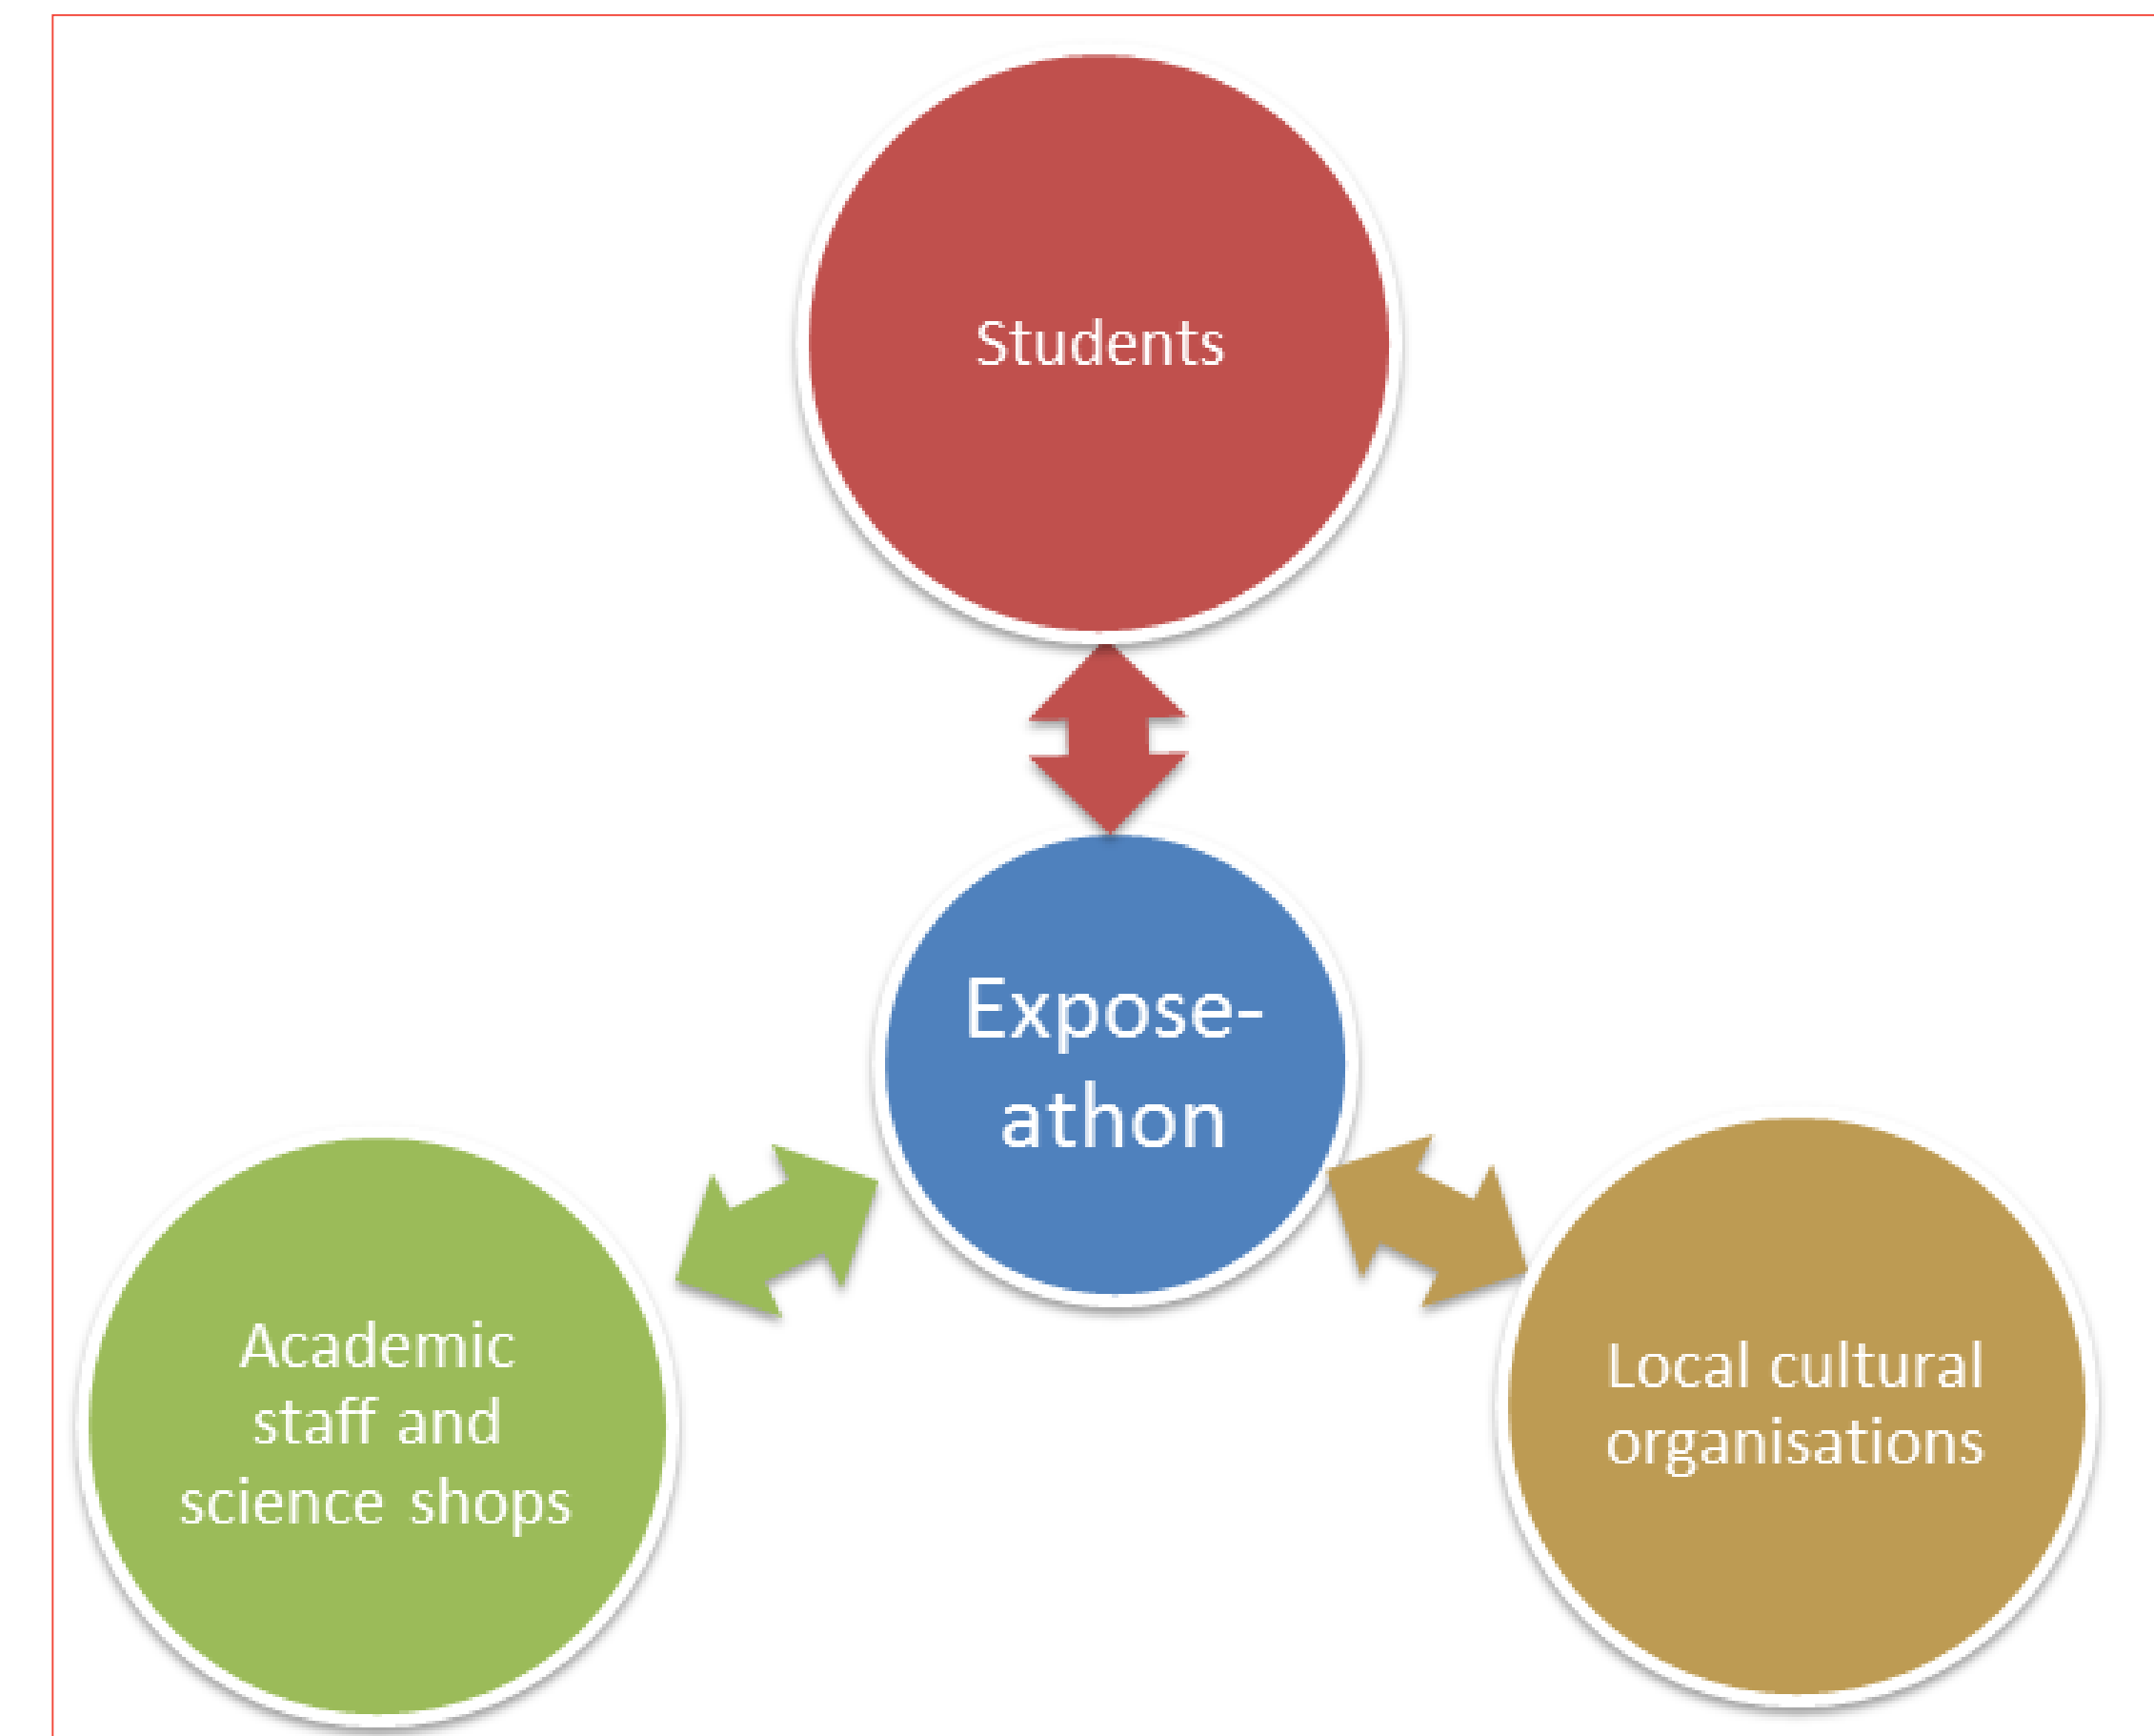 Students
Expose-
athon
Academic
staff and
science shops
Local cultural
organisations